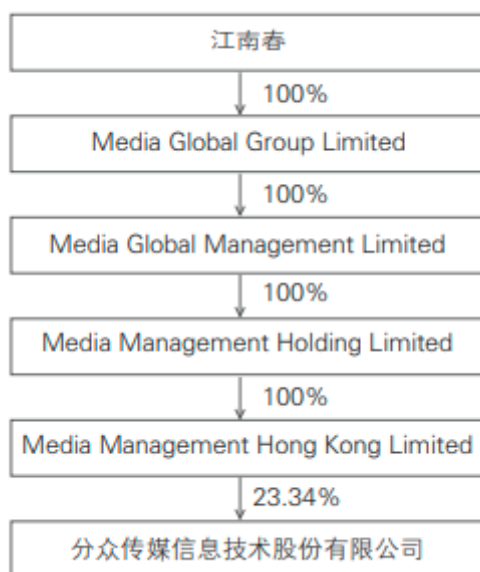 江南春
100%
Media Global Group Limited
100%
Media Global Management Limited
100%
Media Management Holding Limited
100%
Media Management Hong Kong Limited
23.34%
分众传媒信息技术股份有限公司